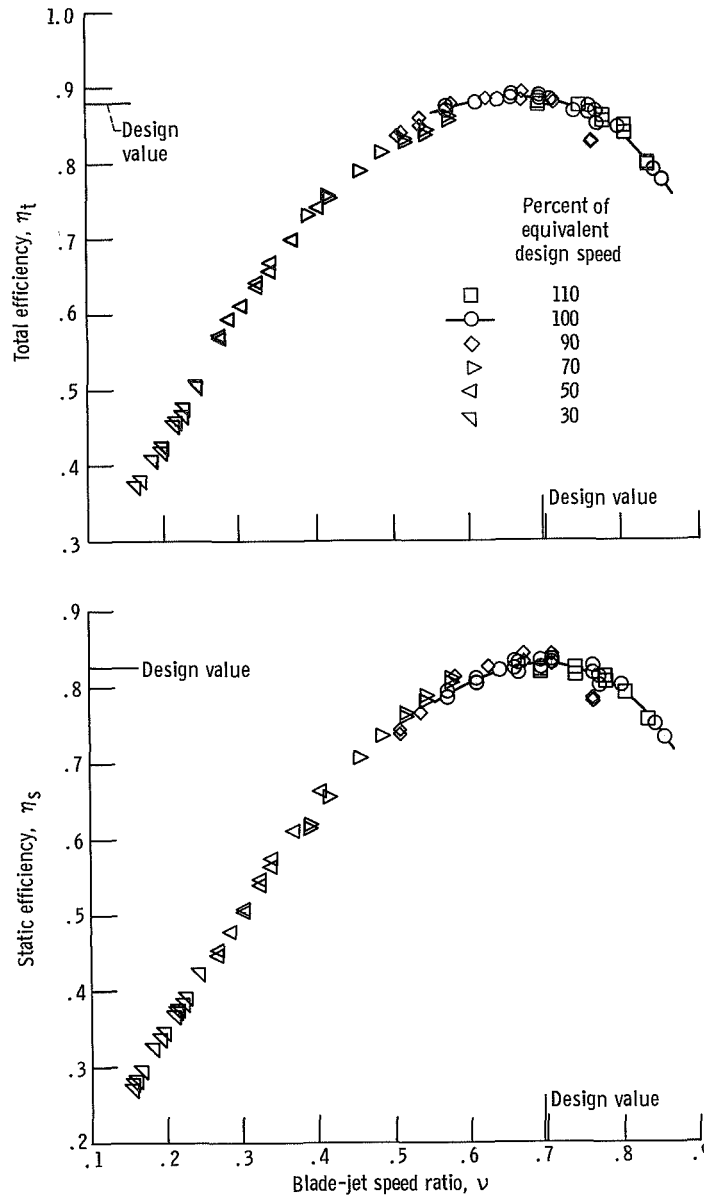 1.0
.9
.8
.7
.6
.5
.4
.3
Total efficiency, ηt
Design
value
Percent of
equivalent
design speed
110
100
90
70
50
30
Design value
.9
.8
.7
.6
.5
.4
.3
.2
Static efficiency, ηs
Design value
Design value
.1 .2 .3 .4 .5 .6 .7 .8
Blade-jet speed ratio, ν